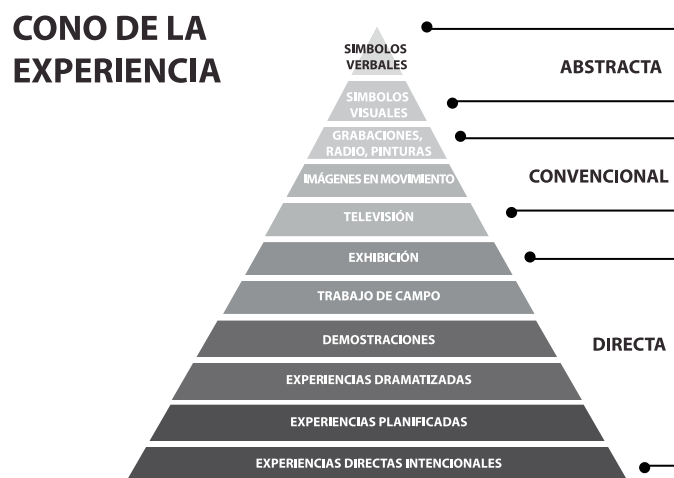 CONO DE LA
EXPERIENCIA
SIMBOLOS
VERBALES
ABSTRACTA
SIMBOLOS
VISUALES
GRABACIONES,
RADIO, PINTURAS
IMÁGENES EN MOVIMIENTO
CONVENCIONAL
TELEVISIÓN
EXHIBICIÓN
TRABAJO DE CAMPO
DEMOSTRACIONES
DIRECTA
EXPERIENCIAS DRAMATIZADAS
EXPERIENCIAS PLANIFICADAS
EXPERIENCIAS DIRECTAS INTENCIONALES